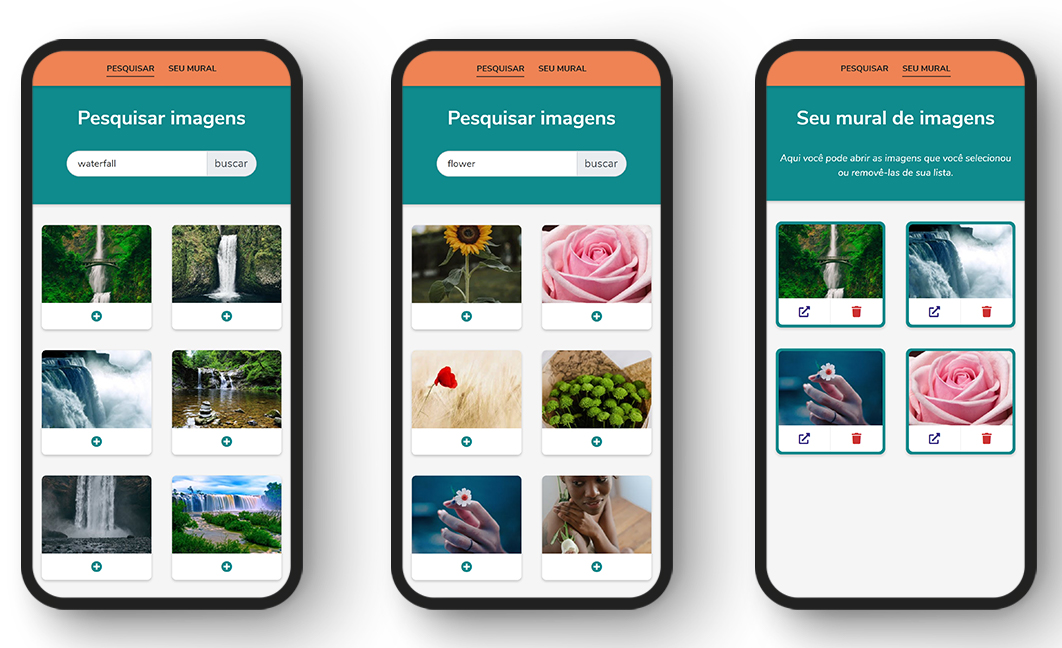 PESQUISAR SEU MURAL
Pesquisar imagens
waterfall buscar
PESQUISAR SEU MURAL
Pesquisar imagens
flower buscar
PESQUISAR SEU MURAL
Seu mural de imagens
Aqui você pode abrir as imagens que você selecionou
ou removê-las de sua lista.